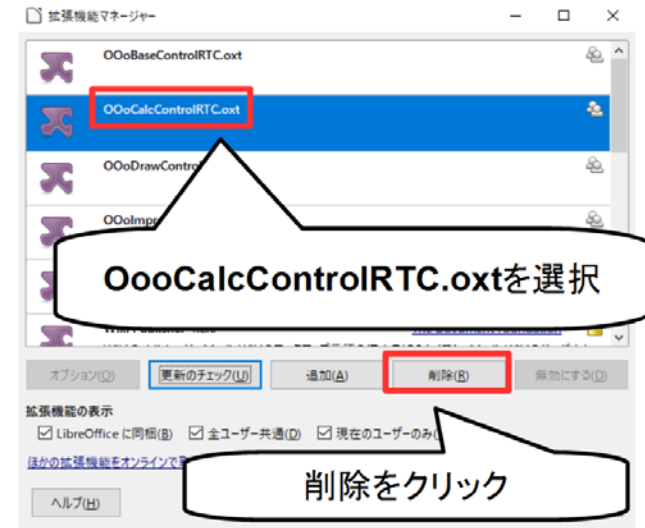 拡張機能マネージャー
OOoBaseControlRTC.oxt
OOoCalcControlRTC.oxt
OOoDrawContro
OOoImpr
OooCalcControlRTC.oxtを選択
オプション(O) 更新のチェック(U) 追加(A) 削除(R) 無効にする(D)
拡張機能の表示
LibreOffice に同梱(B) 全ユーザー共通(D) 現在のユーザーのみ(
ほかの拡張機能をオンラインで
削除をクリック
ヘルプ(H)